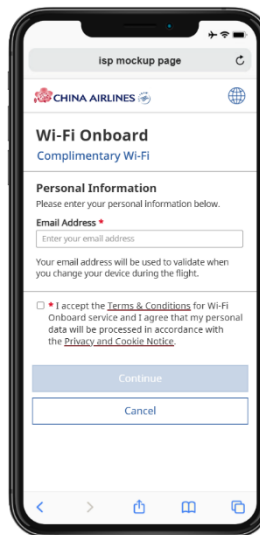 isp mockup page
CHINA AIRLINES
Wi-Fi Onboard
Complimentary Wi-Fi
Personal Information
Please enter your personal information below.
Email Address *
Enter your email address
Your email address will be used to validate when
you change your device during the flight.
* I accept the Terms & Conditions for Wi-Fi
Onboard service and I agree that my personal
data will be processed in accordance with
the Privacy and Cookie Notice.
Continue
Cancel